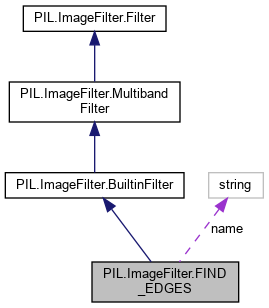 PIL.ImageFilter.Filter
PIL.ImageFilter.Multiband
Filter
PIL.ImageFilter.BuiltinFilter
string
name
PIL.ImageFilter.FIND
_EDGES